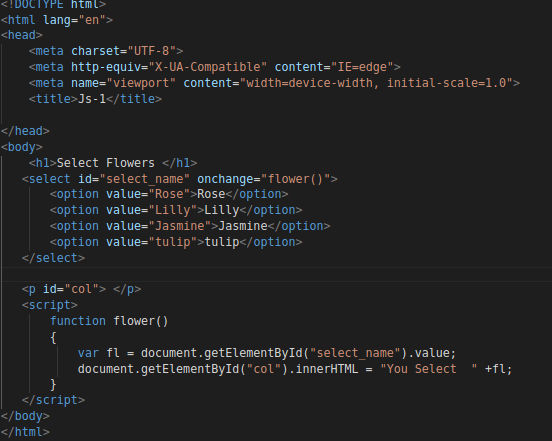 <!DOCTYPE html>
<html lang="en">
<head>
    <meta charset="UTF-8">
    <meta http-equiv="X-UA-Compatible" content="IE=edge">
    <meta name="viewport" content="width=device-width, initial-scale=1.0">
    <title>Js-1</title>

</head>
<body>
    <h1>Select Flowers </h1>
   <select id="select_name" onchange="flower()">
       <option value="Rose">Rose</option>
       <option value="Lilly">Lilly</option>
       <option value="Jasmine">Jasmine</option>
       <option value="tulip">tulip</option>
   </select>

   <p id="col"> </p>
   <script>
       function flower()
       {
           var fl = document.getElementById("select_name").value;
           document.getElementById("col").innerHTML = "You Select  " +fl;
       }
   </script>
</body>
</html>